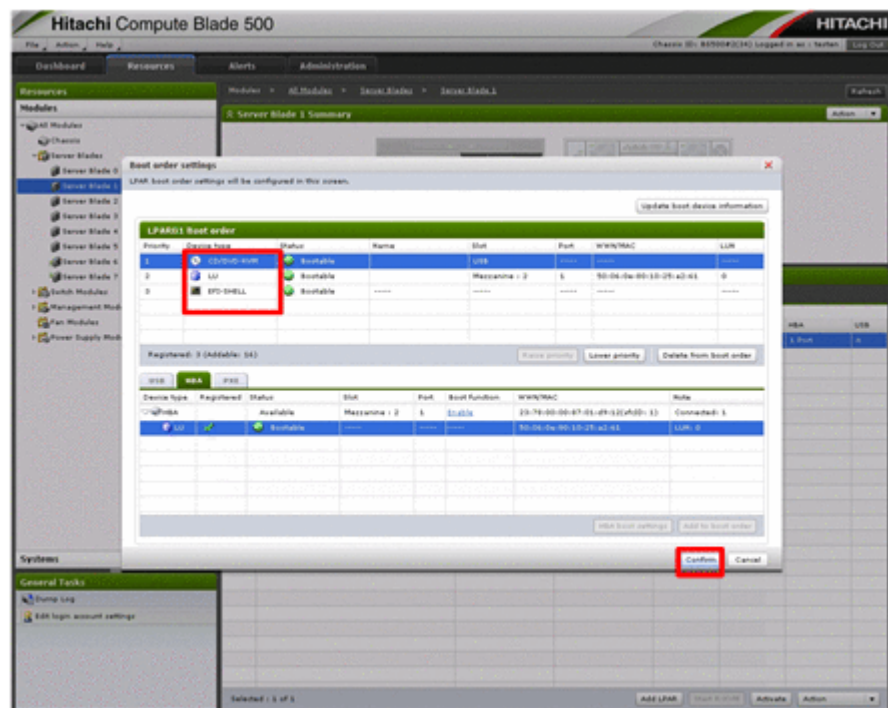 Hitachi Compute Blade 500
HITACHI
File Action Help
Log Out
Dashboard Resources Alerts Administration
Resources
Modules > All Modules > Server Blades > Server Blade 1
Refresh
Modules
Server Blade 1 Summary
Action
All Modules
Chassis
Server Blades
Server Blade 0
Server Blade 1
Server Blade 2
Server Blade 3
Server Blade 4
Server Blade 5
Server Blade 6
Server Blade 7
Switch Modules
Management Mod
Fan Modules
Power Supply Mod
Boot order settings
LPAR boot order settings will be configured in this screen.
Update boot device information
LPAR01 Boot order
Priority Device type Status Name Slot Port WWN/MAC LUN
1 CD/DVD-KVM Bootable USB ----- -----
2 LU Bootable Mezzanine : 2 1 0
3 EFI-SHELL Bootable ----- ----- ----- ----- -----
HBA USB
1 Port
Registered: 3 (Addable: 14)
Raise priority Lower priority Delete from boot order
USB HBA PXE
Device type Registered Status Slot Port Boot function WWN/MAC Note
HBA Available Mezzanine : 2 1 Enable Connected: 1
LU Bootable ----- ----- ----- LUN: 0
HBA boot settings Add to boot order
Confirm Cancel
Systems
General Tasks
Dump Log
Edit login account settings
Selected : 1 of 1
Add LPAR Activate Action